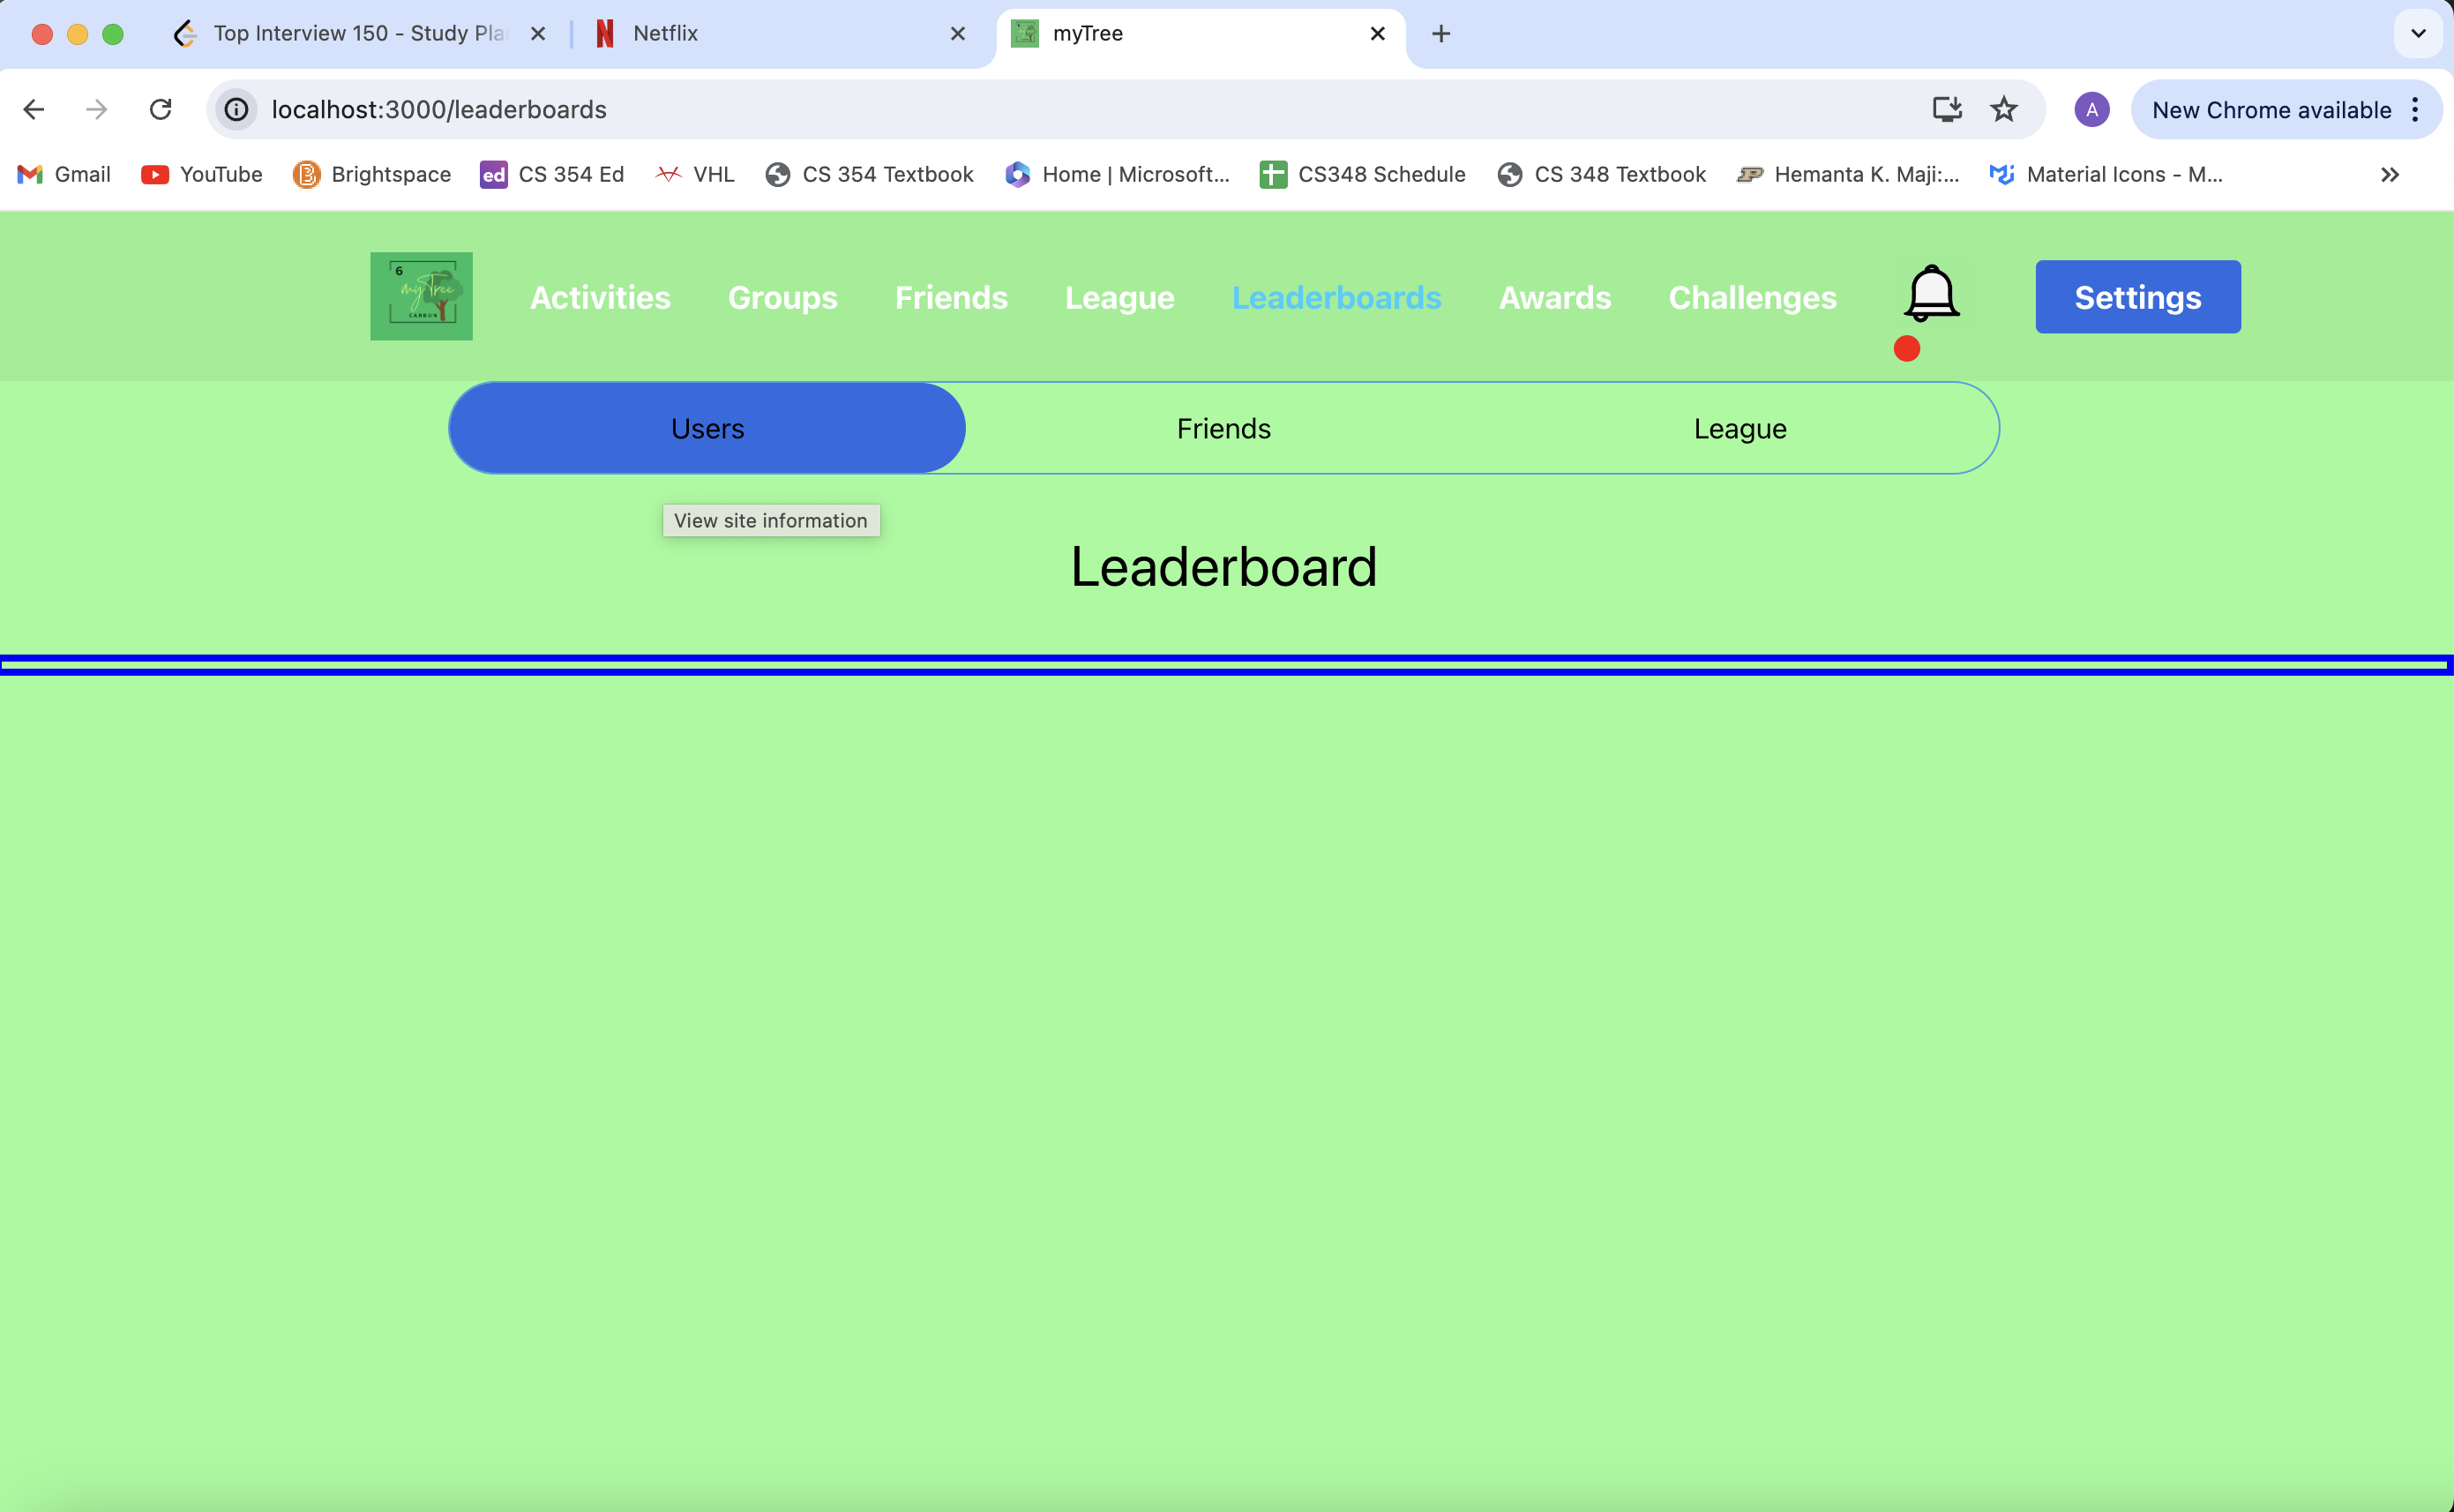 Top Interview 150 - Study Pla
Netflix
myTree
localhost:3000/leaderboards
A
New Chrome available
Gmail
YouTube
Brightspace
ed
CS 354 Ed
VHL
CS 354 Textbook
Home | Microsoft...
CS348 Schedule
CS 348 Textbook
Hemanta K. Maji:...
Material Icons - M...
6
myTree
CARBON
Activities
Groups
Friends
League
Leaderboards
Awards
Challenges
Settings
Users
Friends
League
View site information
Leaderboard